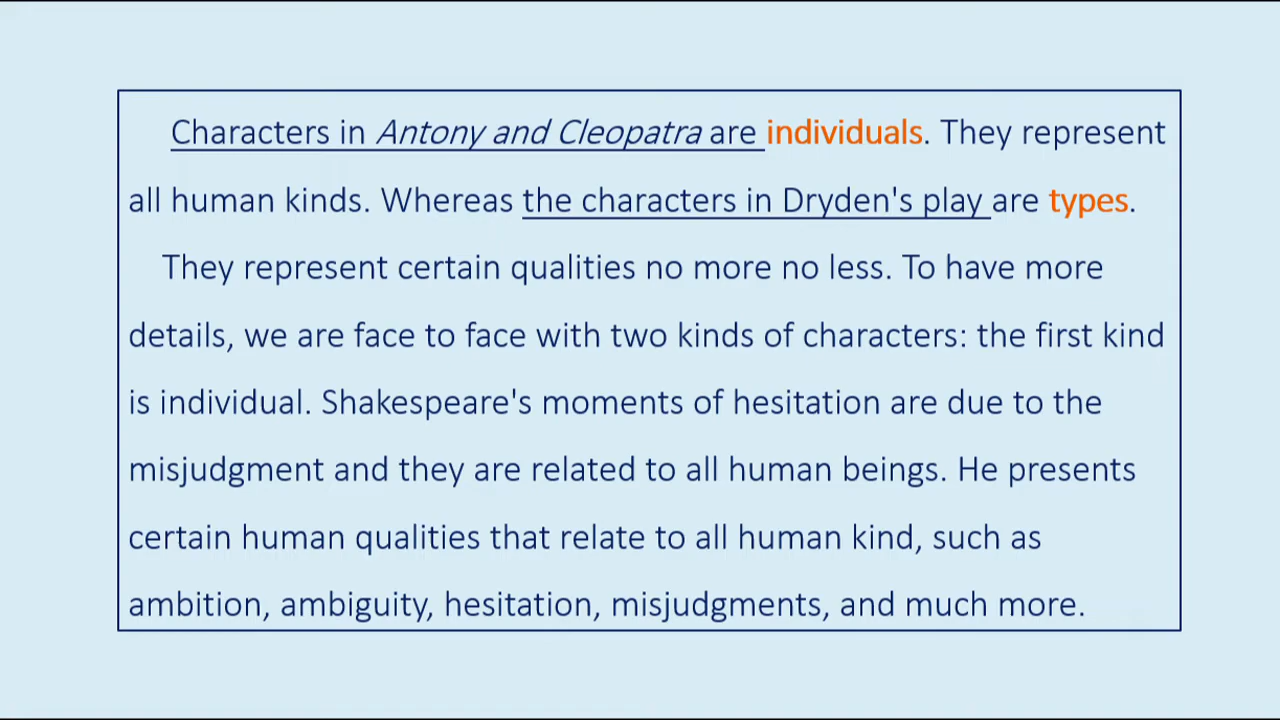 Characters in Antony and Cleopatra are individuals. They represent
all human kinds. Whereas the characters in Dryden's play are types.
They represent certain qualities no more no less. To have more
details, we are face to face with two kinds of characters: the first kind
is individual. Shakespeare's moments of hesitation are due to the
misjudgment and they are related to all human beings. He presents
certain human qualities that relate to all human kind, such as
ambition, ambiguity, hesitation, misjudgments, and much more.